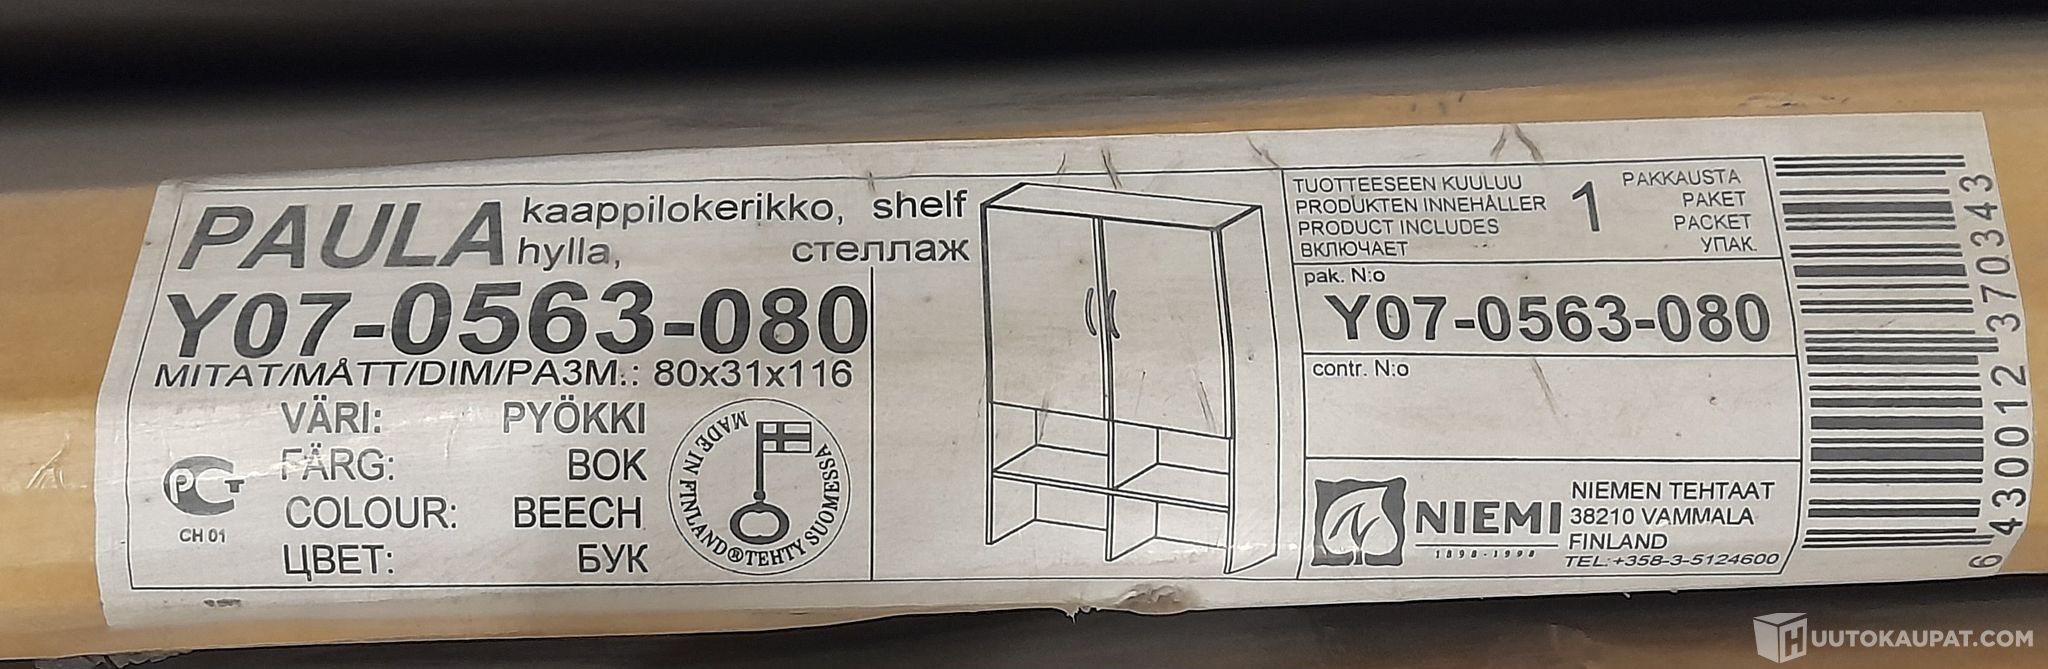 PAULA kaappilokerikko, shelf
hylla, стеллаж
Y07-0563-080
MITAT/MÅTT/DIM/PA3M.: 80x31x116
VÄRI: PYÖKKI
FÄRG: BOK
COLOUR: BEECH
ЦВЕТ: БУК
РСТ
CH 01
MADE IN FINLAND®TEHTY SUOMESSA
TUOTTEESEEN KUULUU 1 PAKKAUSTA
PRODUKTEN INNEHÅLLER PAKET
PRODUCT INCLUDES PACKET
ВКЛЮЧАЕТ УПАК.
pak. N:o
Y07-0563-080
contr. N:o
NIEMI
1898-1998
NIEMEN TEHTAAT
38210 VAMMALA
FINLAND
TEL:+358-3-5124600
6 430012 370343
HUUTOKAUPAT.COM